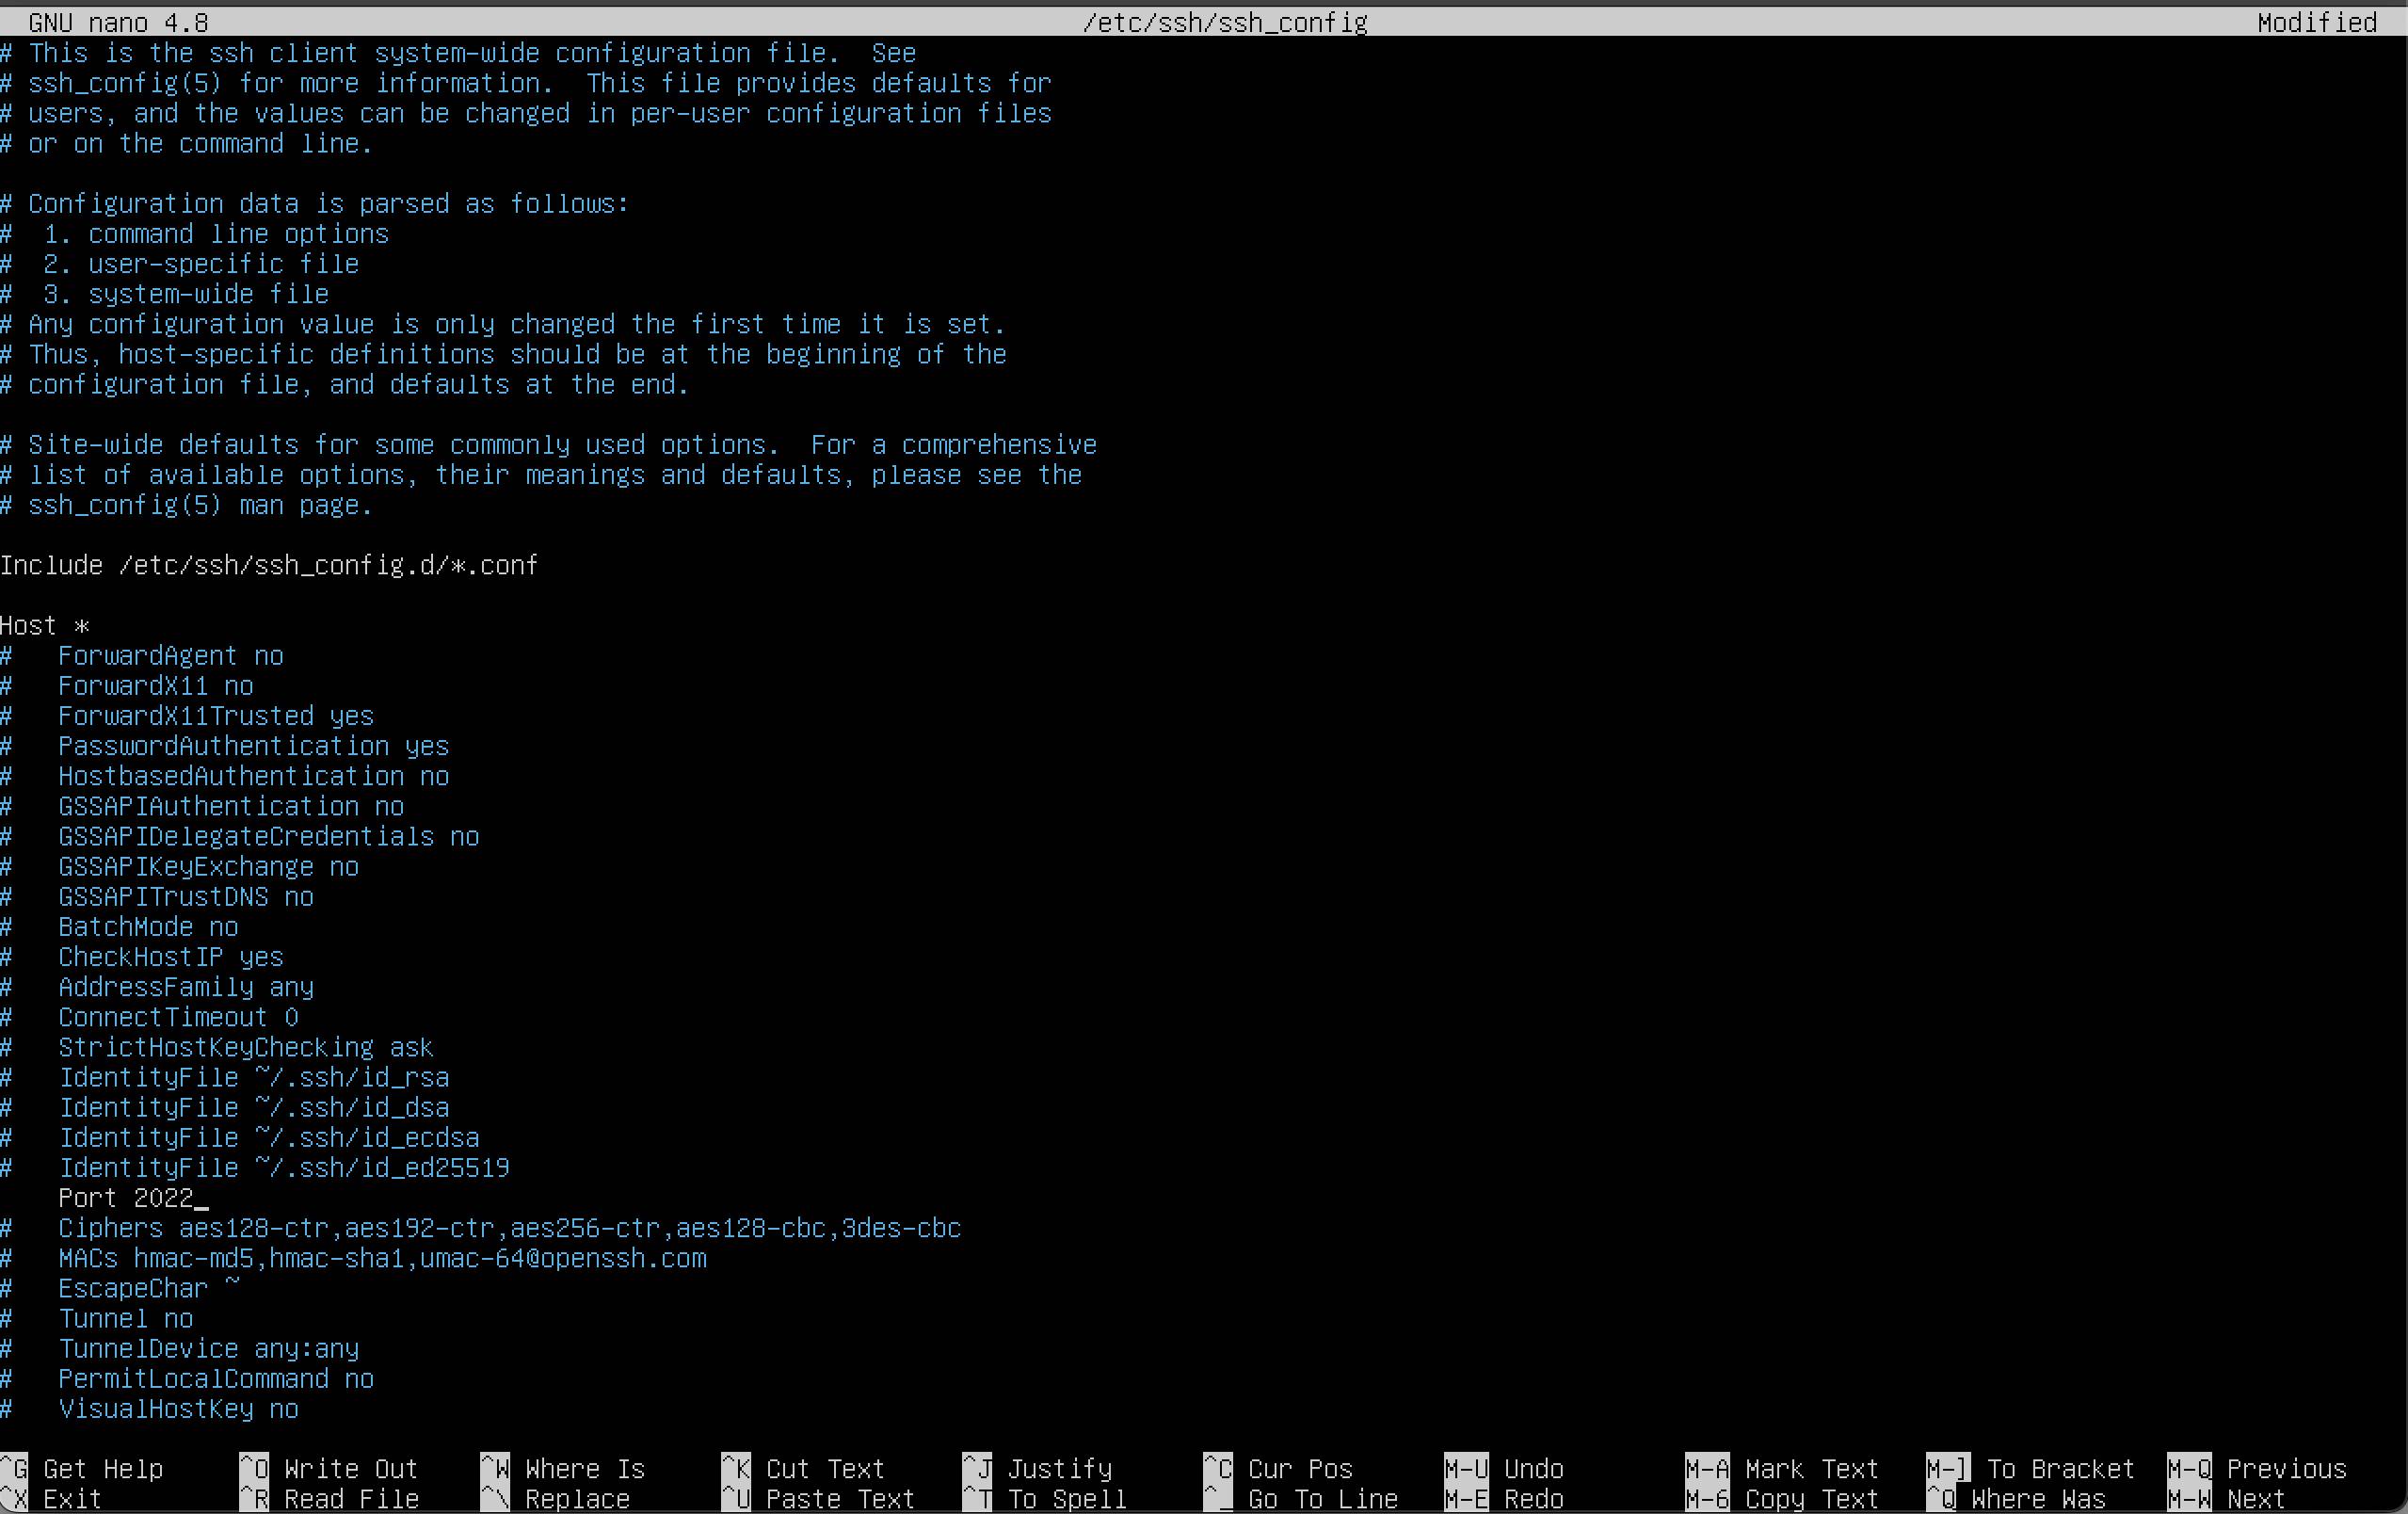 GNU nano 4.8 /etc/ssh/ssh_config Modified
# This is the ssh client system-wide configuration file.  See
# ssh_config(5) for more information.  This file provides defaults for
# users, and the values can be changed in per-user configuration files
# or on the command line.
# Configuration data is parsed as follows:
#  1. command line options
#  2. user-specific file
#  3. system-wide file
# Any configuration value is only changed the first time it is set.
# Thus, host-specific definitions should be at the beginning of the
# configuration file, and defaults at the end.
# Site-wide defaults for some commonly used options.  For a comprehensive
# list of available options, their meanings and defaults, please see the
# ssh_config(5) man page.
Include /etc/ssh/ssh_config.d/*.conf
Host *
#   ForwardAgent no
#   ForwardX11 no
#   ForwardX11Trusted yes
#   PasswordAuthentication yes
#   HostbasedAuthentication no
#   GSSAPIAuthentication no
#   GSSAPIDelegateCredentials no
#   GSSAPIKeyExchange no
#   GSSAPITrustDNS no
#   BatchMode no
#   CheckHostIP yes
#   AddressFamily any
#   ConnectTimeout 0
#   StrictHostKeyChecking ask
#   IdentityFile ~/.ssh/id_rsa
#   IdentityFile ~/.ssh/id_dsa
#   IdentityFile ~/.ssh/id_ecdsa
#   IdentityFile ~/.ssh/id_ed25519
    Port 2022
#   Ciphers aes128-ctr,aes192-ctr,aes256-ctr,aes128-cbc,3des-cbc
#   MACs hmac-md5,hmac-sha1,umac-64@openssh.com
#   EscapeChar ~
#   Tunnel no
#   TunnelDevice any:any
#   PermitLocalCommand no
#   VisualHostKey no
^G Get Help ^O Write Out ^W Where Is ^K Cut Text ^J Justify ^C Cur Pos M-U Undo M-A Mark Text M-] To Bracket M-Q Previous
^X Exit ^R Read File ^\ Replace ^U Paste Text ^T To Spell ^_ Go To Line M-E Redo M-6 Copy Text ^Q Where Was M-W Next